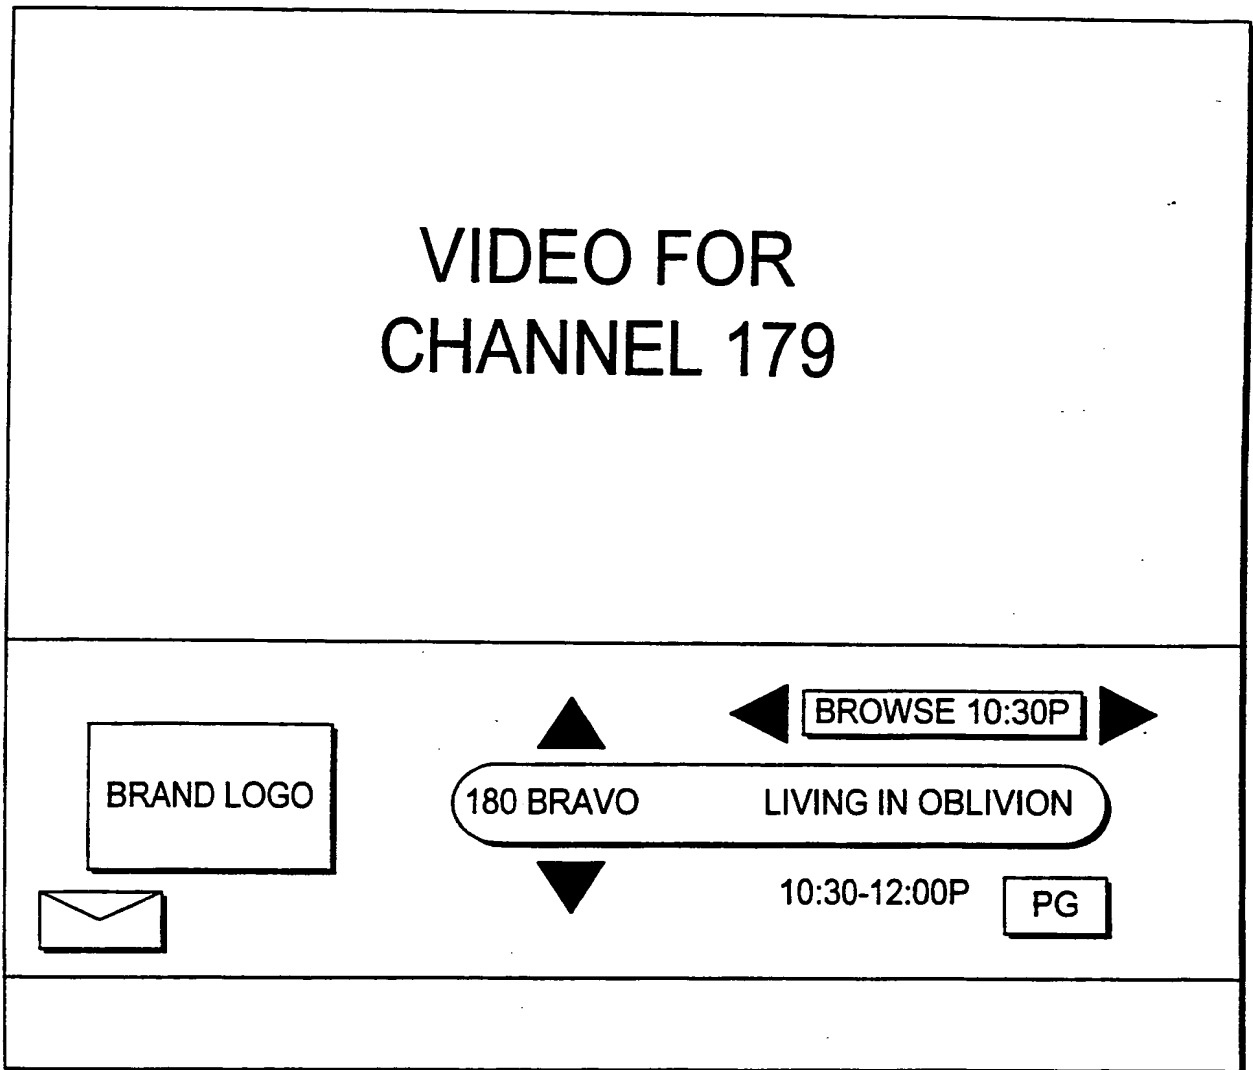 VIDEO FOR
CHANNEL 179
BROWSE 10:30P
BRAND LOGO
180 BRAVO LIVING IN OBLIVION
10:30-12:00P PG